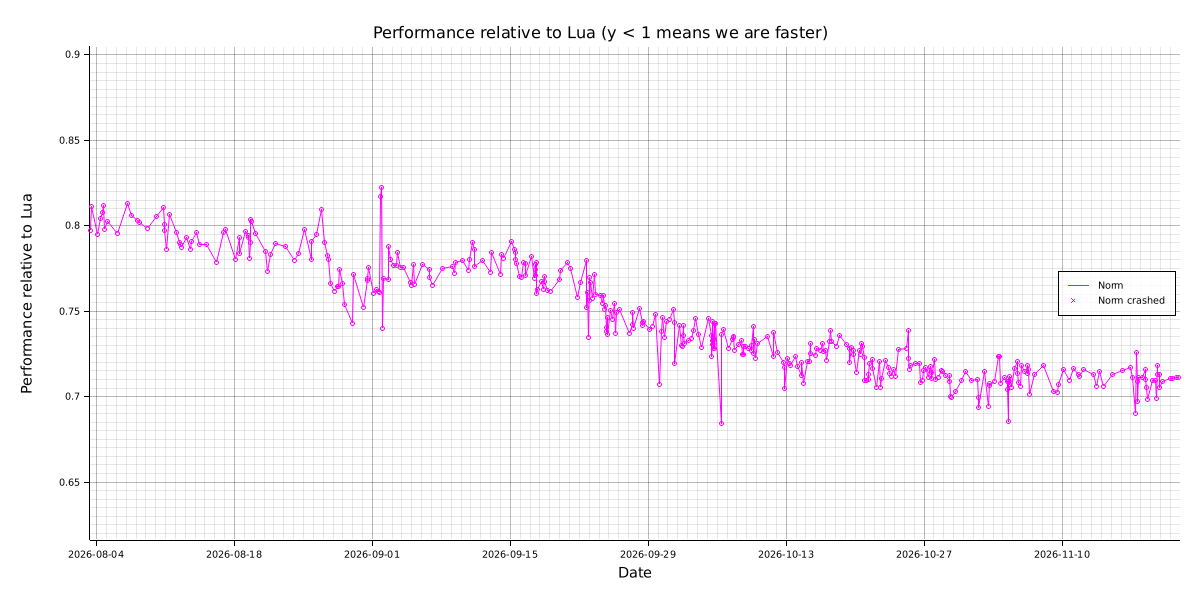 Performance relative to Lua (y < 1 means we are faster)
Performance relative to Lua
0.9
0.85
0.8
0.75
0.7
0.65
Norm
Norm crashed
2026-08-04
2026-08-18
2026-09-01
2026-09-15
2026-09-29
2026-10-13
2026-10-27
2026-11-10
Date